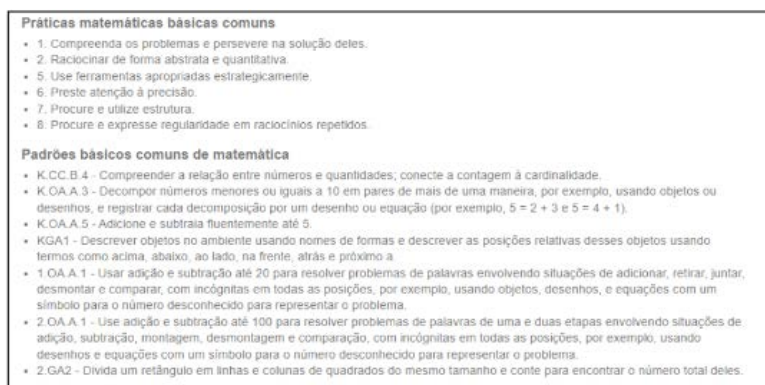 Práticas matemáticas básicas comuns
• 1. Compreenda os problemas e persevere na solução deles.
• 2. Raciocinar de forma abstrata e quantitativa.
• 5. Use ferramentas apropriadas estrategicamente.
• 6. Preste atenção à precisão.
• 7. Procure e utilize estrutura.
• 8. Procure e expresse regularidade em raciocínios repetidos.
Padrões básicos comuns de matemática
• K.CC.B.4 - Compreender a relação entre números e quantidades; conecte a contagem à cardinalidade.
• K.OA.A.3 - Decompor números menores ou iguais a 10 em pares de mais de uma maneira, por exemplo, usando objetos ou
desenhos, e registrar cada decomposição por um desenho ou equação (por exemplo, 5 = 2 + 3 e 5 = 4 + 1).
• K.OA.A.5 - Adicione e subtraia fluentemente até 5.
• KGA1 - Descrever objetos no ambiente usando nomes de formas e descrever as posições relativas desses objetos usando
termos como acima, abaixo, ao lado, na frente, atrás e próximo a.
• 1.OA.A.1 - Usar adição e subtração até 20 para resolver problemas de palavras envolvendo situações de adicionar, retirar, juntar,
desmontar e comparar, com incógnitas em todas as posições, por exemplo, usando objetos, desenhos, e equações com um
símbolo para o número desconhecido para representar o problema.
• 2.OA.A.1 - Use adição e subtração até 100 para resolver problemas de palavras de uma e duas etapas envolvendo situações de
adição, subtração, montagem, desmontagem e comparação, com incógnitas em todas as posições, por exemplo, usando
desenhos e equações com um símbolo para o número desconhecido para representar o problema.
• 2.GA2 - Divida um retângulo em linhas e colunas de quadrados do mesmo tamanho e conte para encontrar o número total deles.